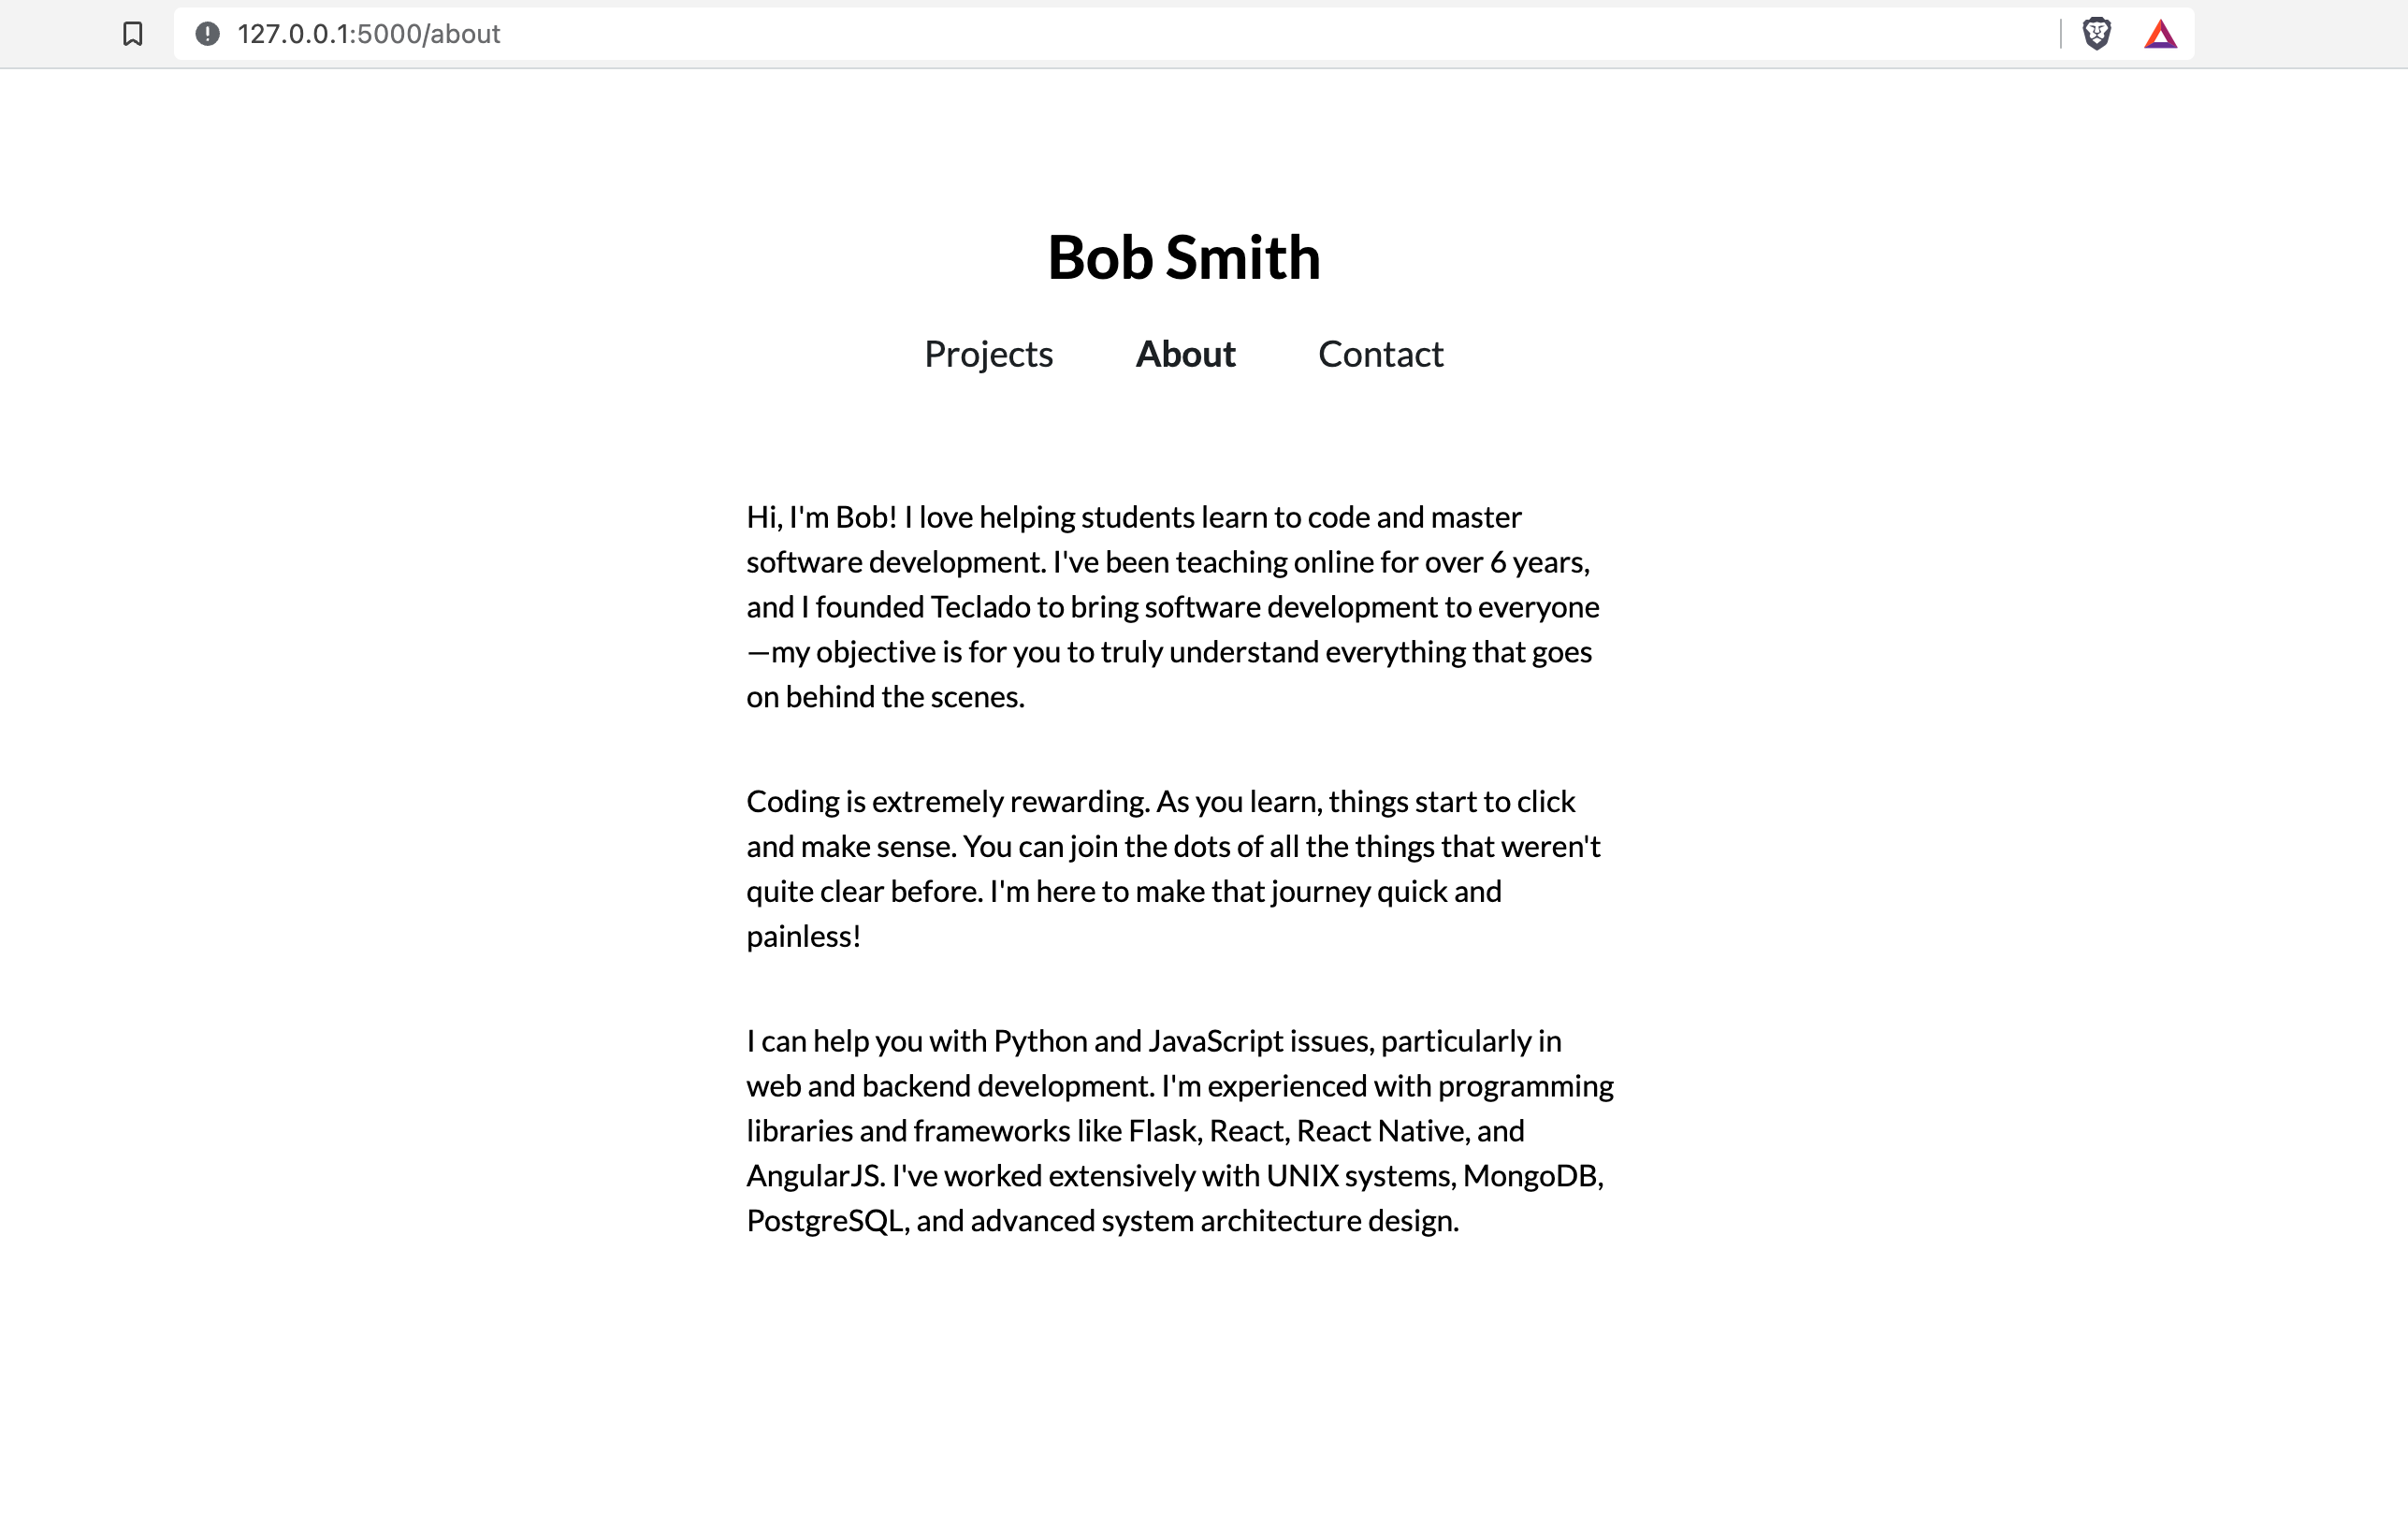 127.0.0.1:5000/about
Bob Smith
Projects About Contact
Hi, I'm Bob! I love helping students learn to code and master
software development. I've been teaching online for over 6 years,
and I founded Teclado to bring software development to everyone
—my objective is for you to truly understand everything that goes
on behind the scenes.
Coding is extremely rewarding. As you learn, things start to click
and make sense. You can join the dots of all the things that weren't
quite clear before. I'm here to make that journey quick and
painless!
I can help you with Python and JavaScript issues, particularly in
web and backend development. I'm experienced with programming
libraries and frameworks like Flask, React, React Native, and
AngularJS. I've worked extensively with UNIX systems, MongoDB,
PostgreSQL, and advanced system architecture design.